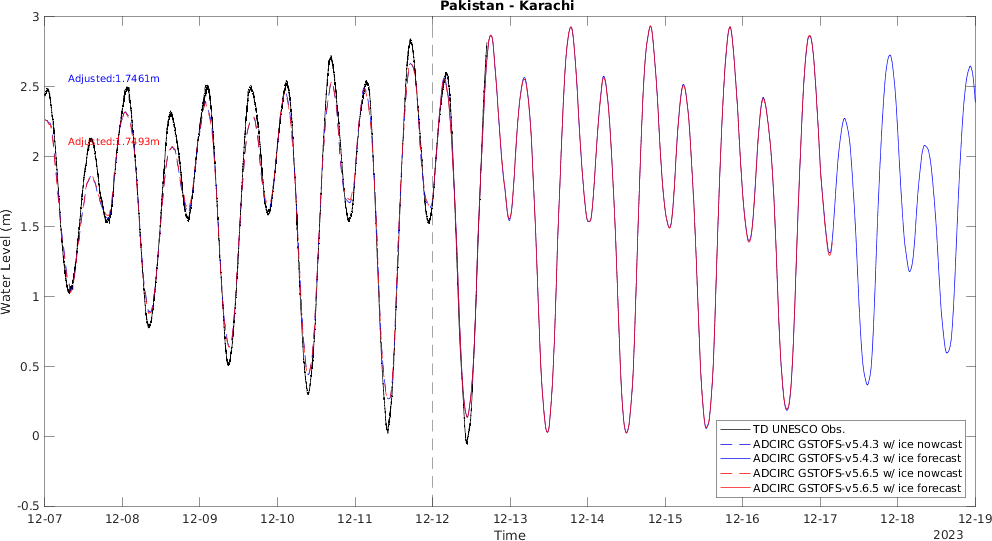 Pakistan - Karachi
3
2.5
2
1.5
1
0.5
0
-0.5
Water Level (m)
Adjusted:1.7461m
Adjusted:1.7493m
TD UNESCO Obs.
ADCIRC GSTOFS-v5.4.3 w/ ice nowcast
ADCIRC GSTOFS-v5.4.3 w/ ice forecast
ADCIRC GSTOFS-v5.6.5 w/ ice nowcast
ADCIRC GSTOFS-v5.6.5 w/ ice forecast
12-07 12-08 12-09 12-10 12-11 12-12 12-13 12-14 12-15 12-16 12-17 12-18 12-19
Time
2023